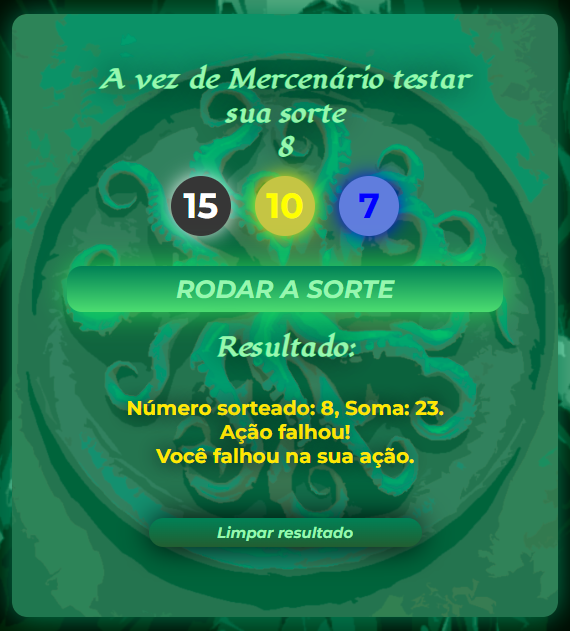 A vez de Mercenário testar
sua sorte
8
15 10 7
RODAR A SORTE
Resultado:
Número sorteado: 8, Soma: 23.
Ação falhou!
Você falhou na sua ação.
Limpar resultado